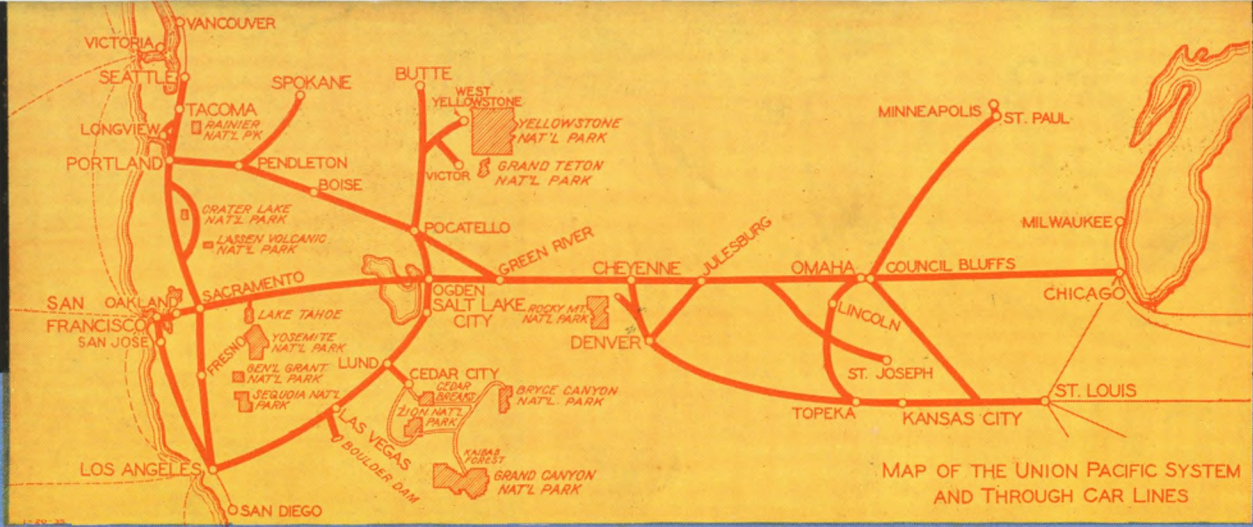 VANCOUVER
VICTORIA
SEATTLE
SPOKANE
BUTTE
WEST
YELLOWSTONE
TACOMA
MINNEAPOLIS
ST. PAUL
LONGVIEW
RAINIER
NAT'L P'K
YELLOWSTONE
NAT'L PARK
PORTLAND
PENDLETON
VICTOR
GRAND TETON
NAT'L PARK
BOISE
CRATER LAKE
NAT'L PARK
POCATELLO
MILWAUKEE
LASSEN VOLCANIC
NAT'L PARK
GREEN RIVER
JULESBURG
CHEYENNE
OMAHA
COUNCIL BLUFFS
SACRAMENTO
OGDEN
CHICAGO
SAN
FRANCISCO
OAKLAND
SALT LAKE
CITY
ROCKY MT.
NAT'L PARK
LAKE TAHOE
LINCOLN
SAN JOSE
YOSEMITE
NAT'L PARK
DENVER
FRESNO
LUND
GEN'L GRANT
NAT'L PARK
CEDAR CITY
ST. JOSEPH
CEDAR
BREAKS
BRYCE CANYON
NAT'L PARK
SEQUOIA NAT'L
PARK
ZION NAT'L
PARK
ST. LOUIS
TOPEKA
KANSAS CITY
LAS VEGAS
BOULDER DAM
KAIBAB
FOREST
LOS ANGELES
GRAND CANYON
NAT'L PARK
MAP OF THE UNION PACIFIC SYSTEM
AND THROUGH CAR LINES
SAN DIEGO